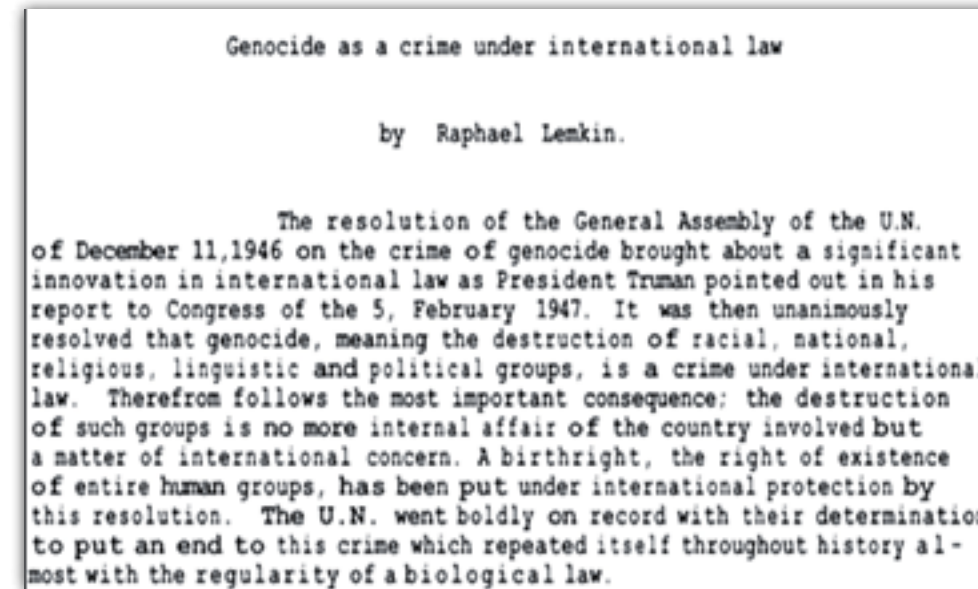 Genocide as a crime under international law
by Raphael Lemkin.
The resolution of the General Assembly of the U.N.
of December 11,1946 on the crime of genocide brought about a significant
innovation in international law as President Truman pointed out in his
report to Congress of the 5, February 1947. It was then unanimously
resolved that genocide, meaning the destruction of racial, national,
religious, linguistic and political groups, is a crime under international
law. Therefrom follows the most important consequence: the destruction
of such groups is no more internal affair of the country involved but
a matter of international concern. A birthright, the right of existence
of entire human groups, has been put under international protection by
this resolution. The U.N. went boldly on record with their determination
to put an end to this crime which repeated itself throughout history al-
most with the regularity of a biological law.